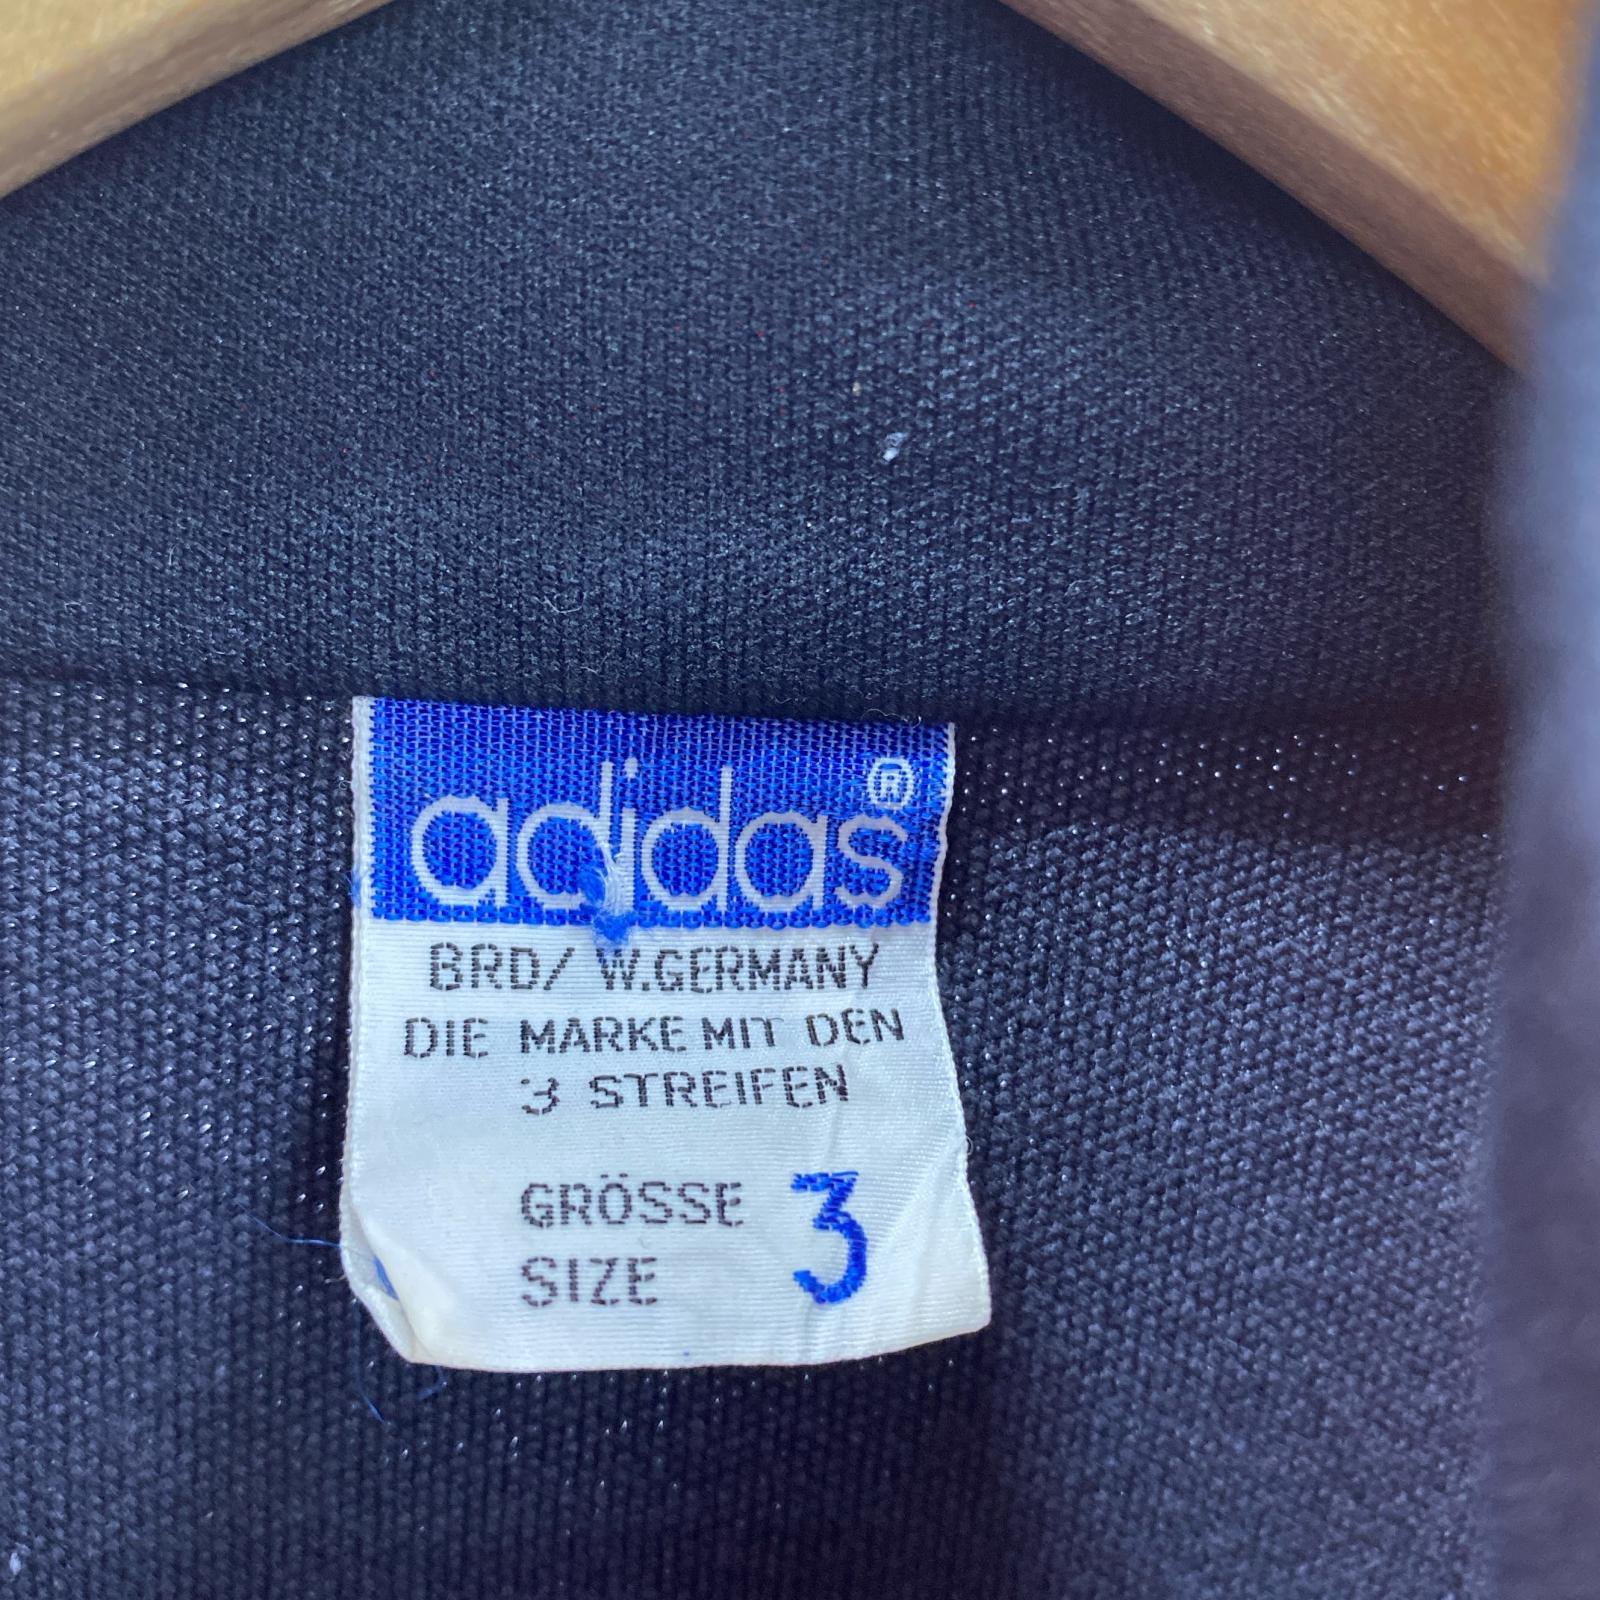 adidas®
BRD/ W.GERMANY
DIE MARKE MIT DEN
3 STREIFEN
GRÖSSE 3
SIZE